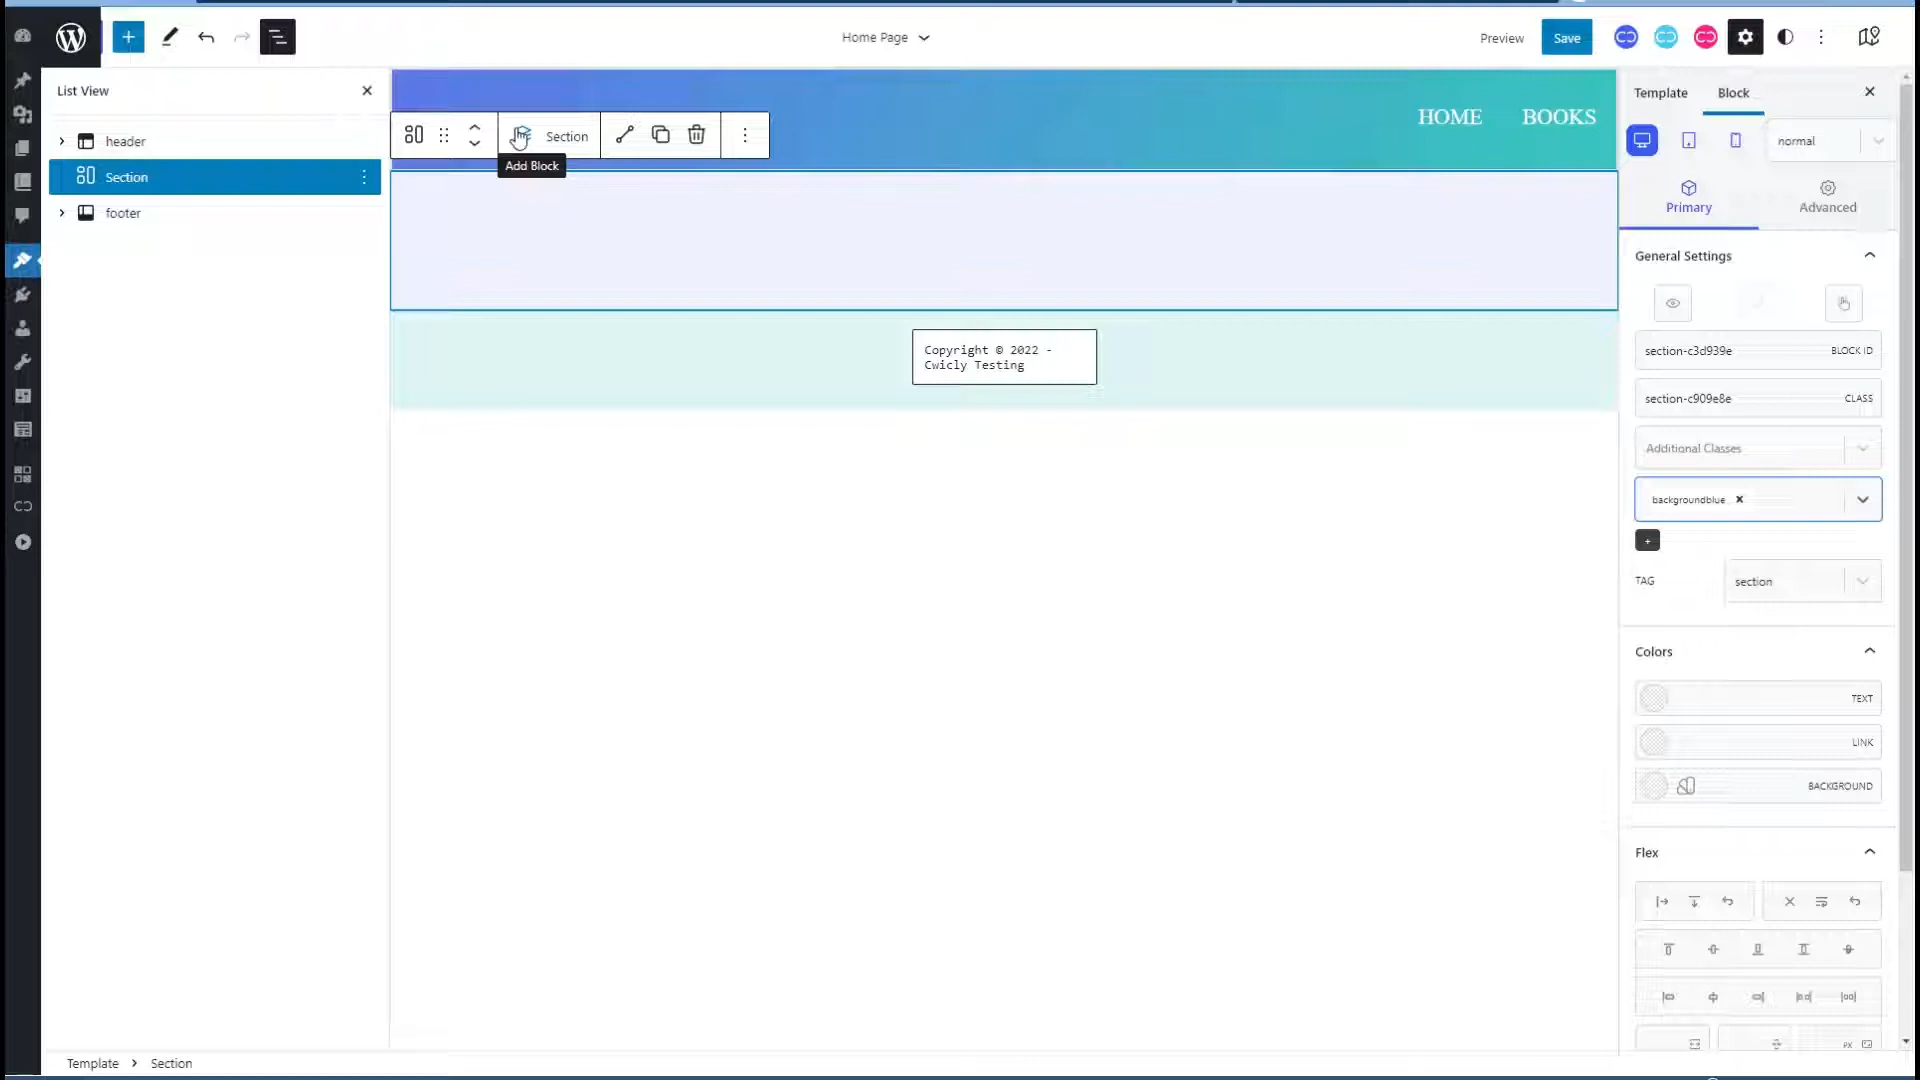 Home Page
Preview
Save
List View
header
Section
footer
Section
Add Block
HOME
BOOKS
Copyright © 2022 -
Cwicly Testing
Template
Block
normal
Primary
Advanced
General Settings
section-c3d939e
BLOCK ID
section-c909e8e
CLASS
Additional Classes
backgroundblue
TAG
section
Colors
TEXT
LINK
BACKGROUND
Flex
PX
Template
Section